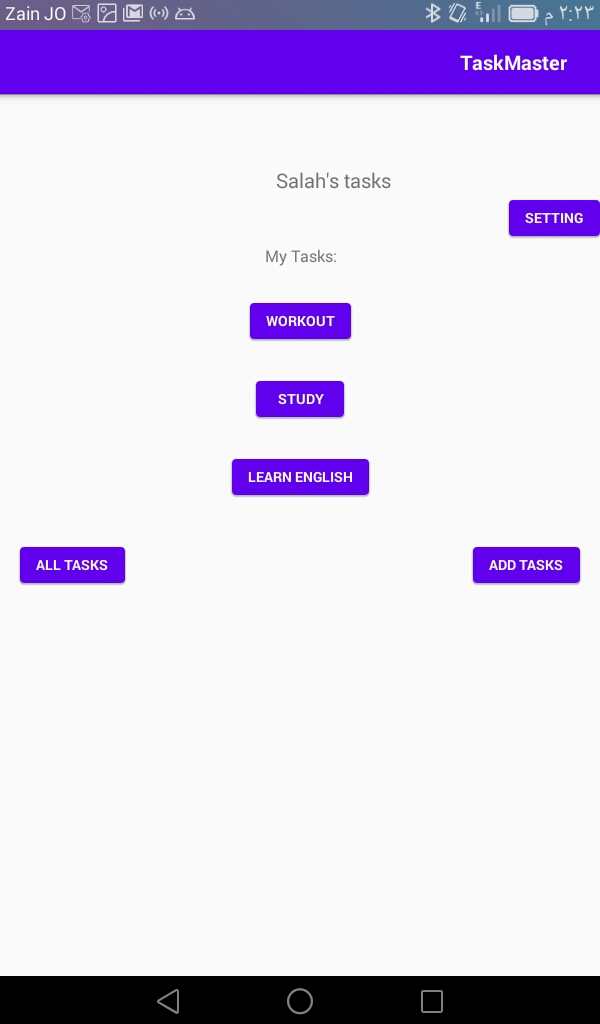 Zain JO E م ٢:٢٣
TaskMaster
Salah's tasks
SETTING
My Tasks:
WORKOUT
STUDY
LEARN ENGLISH
ALL TASKS ADD TASKS